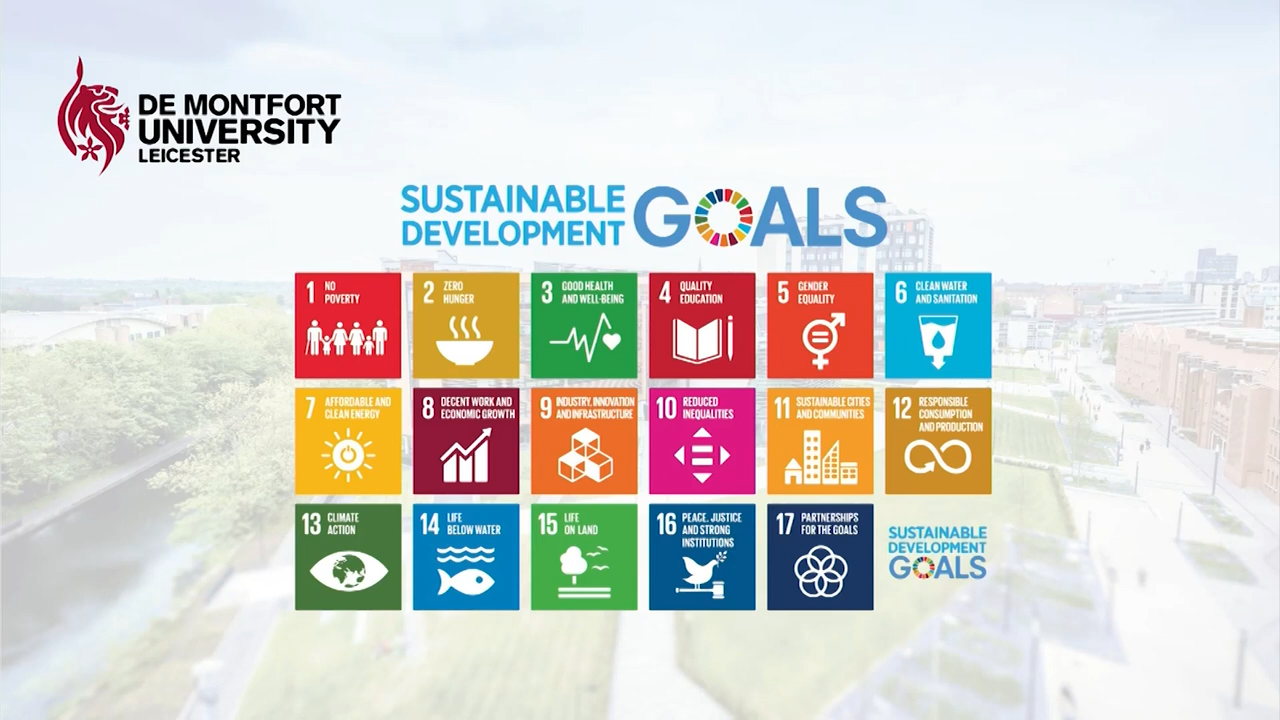 DE MONTFORT
UNIVERSITY
LEICESTER
SUSTAINABLE
DEVELOPMENT
GOALS
1 NO
POVERTY
2 ZERO
HUNGER
3 GOOD HEALTH
AND WELL-BEING
4 QUALITY
EDUCATION
5 GENDER
EQUALITY
6 CLEAN WATER
AND SANITATION
7 AFFORDABLE AND
CLEAN ENERGY
8 DECENT WORK AND
ECONOMIC GROWTH
9 INDUSTRY, INNOVATION
AND INFRASTRUCTURE
10 REDUCED
INEQUALITIES
11 SUSTAINABLE CITIES
AND COMMUNITIES
12 RESPONSIBLE
CONSUMPTION
AND PRODUCTION
13 CLIMATE
ACTION
14 LIFE
BELOW WATER
15 LIFE
ON LAND
16 PEACE, JUSTICE
AND STRONG
INSTITUTIONS
17 PARTNERSHIPS
FOR THE GOALS
SUSTAINABLE
DEVELOPMENT
GOALS